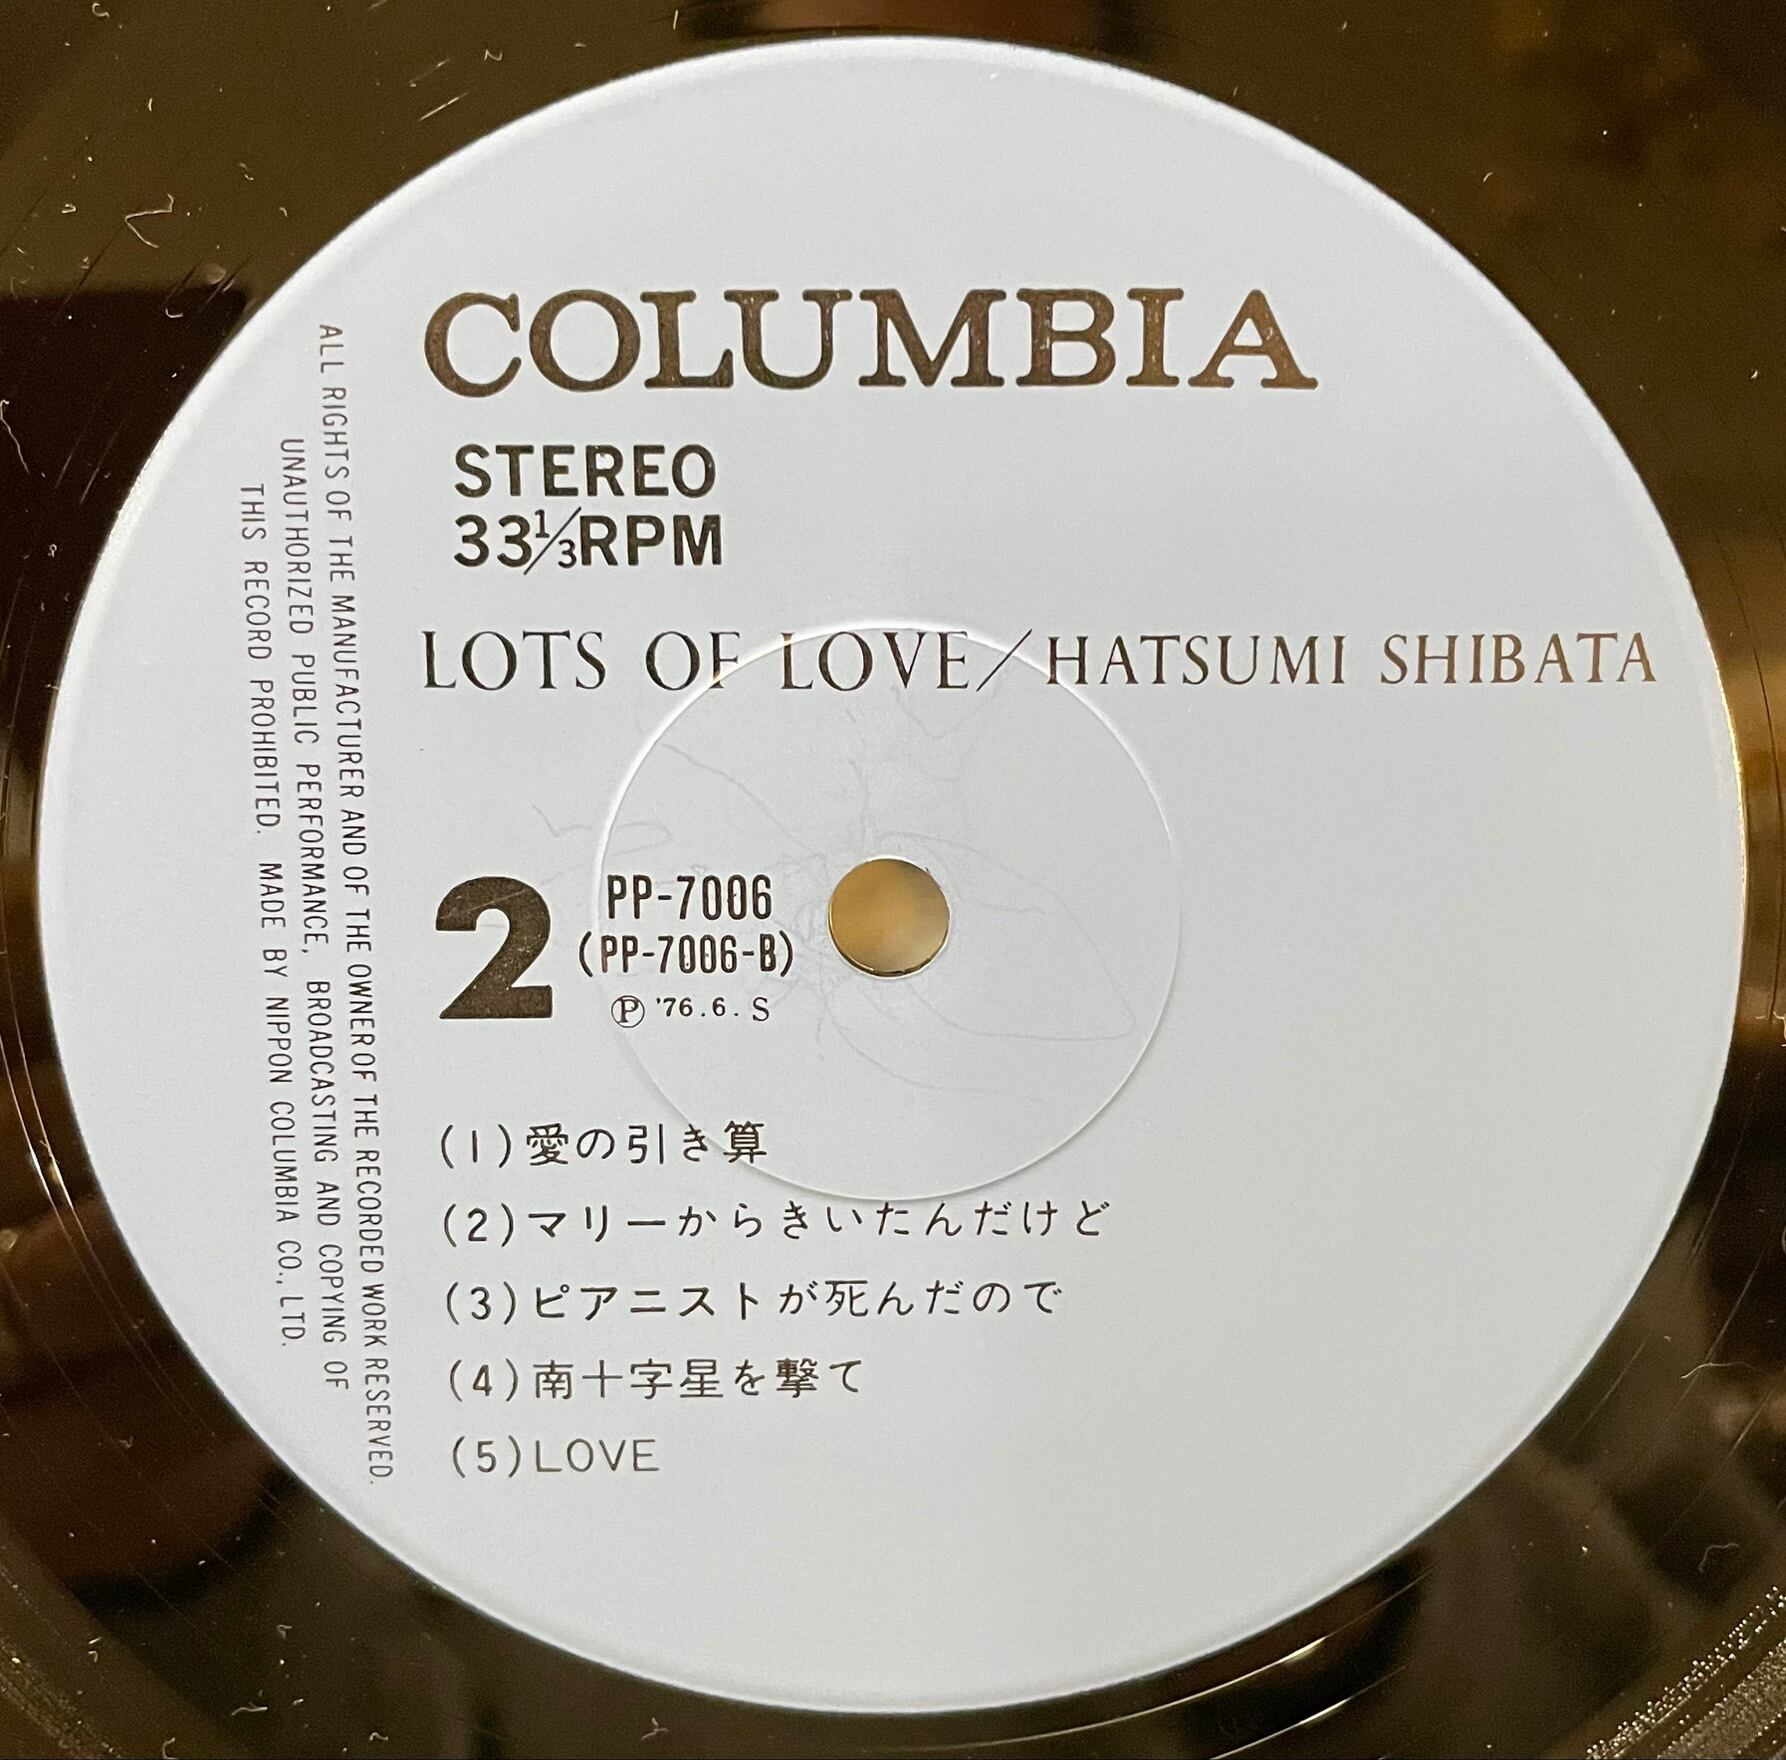 COLUMBIA
STEREO
33⅓RPM
LOTS OF LOVE/HATSUMI SHIBATA
2
PP-7006
(PP-7006-B)
Ⓟ '76.6. S
(1)愛の引き算
(2)マリーからきいたんだけど
(3)ピアニストが死んだので
(4)南十字星を撃て
(5)LOVE
ALL RIGHTS OF THE MANUFACTURER AND OF THE OWNER OF THE RECORDED WORK RESERVED.
UNAUTHORIZED PUBLIC PERFORMANCE, BROADCASTING AND COPYING OF
THIS RECORD PROHIBITED. MADE BY NIPPON COLUMBIA CO., LTD.